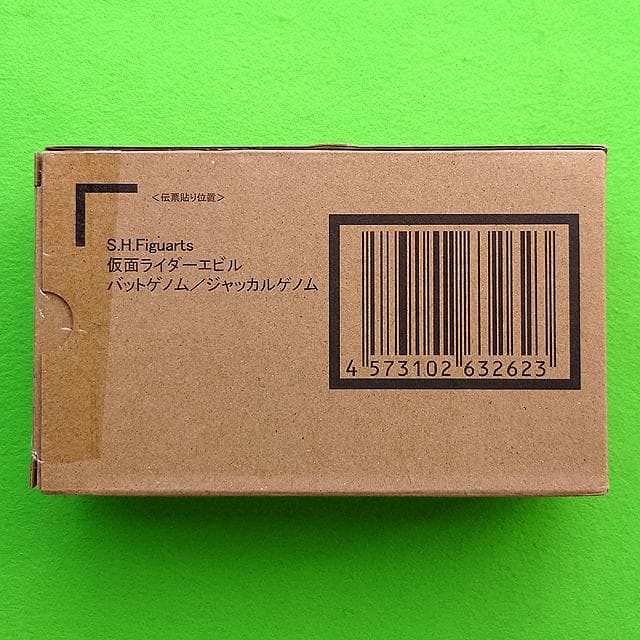 ＜伝票貼り位置＞
S.H.Figuarts
仮面ライダーエビル
バットゲノム／ジャッカルゲノム
4 573102 632623